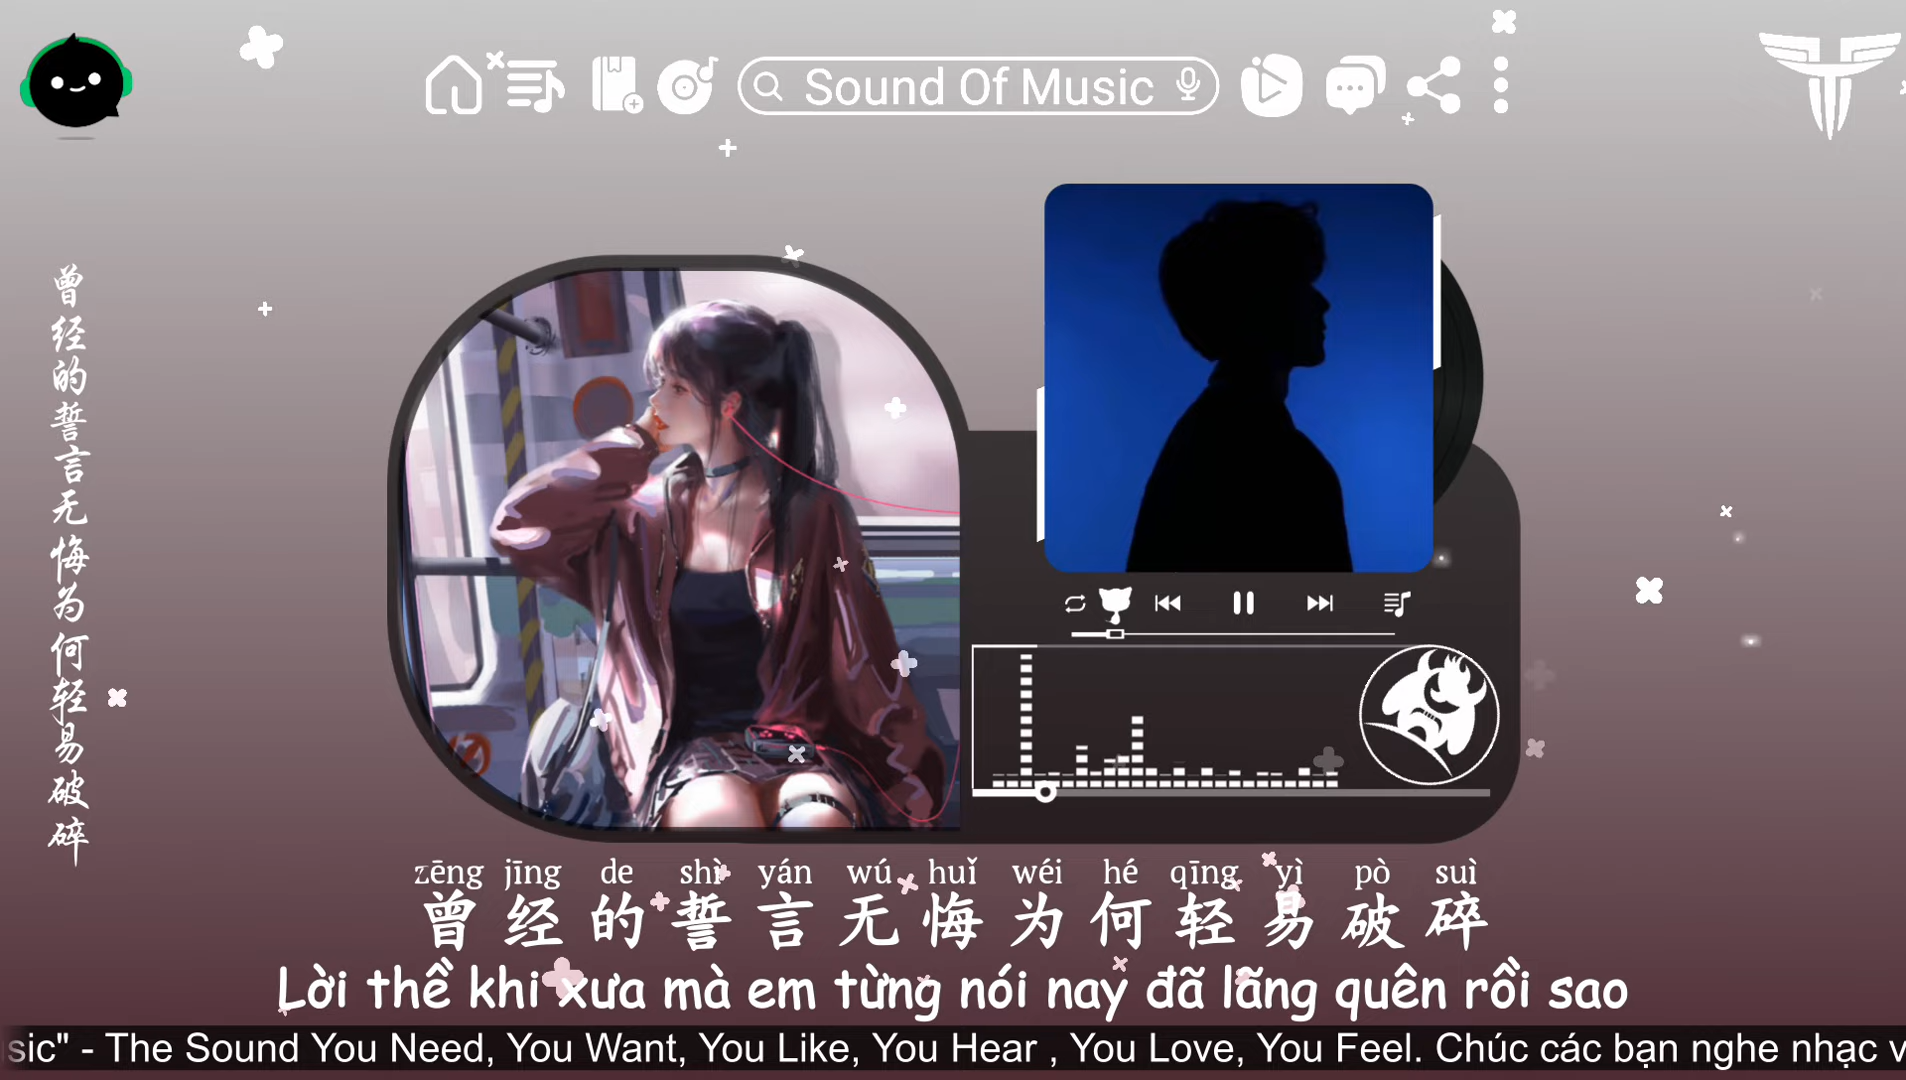 Sound Of Music
曾经的誓言无悔为何轻易破碎
zēng jīng de shì yán wú huǐ wéi hé qīng yì pò suì
曾经的誓言无悔为何轻易破碎
Lời thề khi xưa mà em từng nói nay đã lãng quên rồi sao
sic" - The Sound You Need, You Want, You Like, You Hear , You Love, You Feel. Chúc các bạn nghe nhạc v